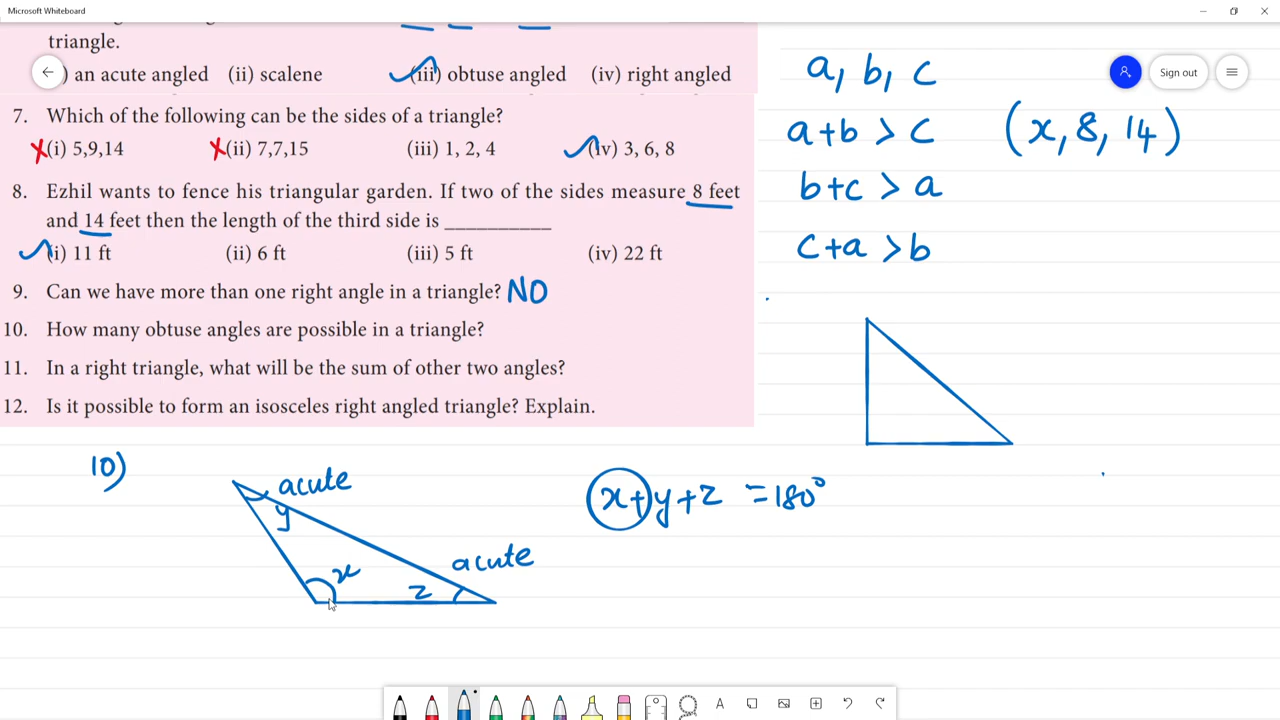 Microsoft Whiteboard
triangle.
) an acute angled (ii) scalene (iii) obtuse angled (iv) right angled
7. Which of the following can be the sides of a triangle?
(i) 5,9,14 (ii) 7,7,15 (iii) 1, 2, 4 (iv) 3, 6, 8
8. Ezhil wants to fence his triangular garden. If two of the sides measure 8 feet
and 14 feet then the length of the third side is __________
(i) 11 ft (ii) 6 ft (iii) 5 ft (iv) 22 ft
9. Can we have more than one right angle in a triangle? NO
10. How many obtuse angles are possible in a triangle?
11. In a right triangle, what will be the sum of other two angles?
12. Is it possible to form an isosceles right angled triangle? Explain.
a, b, c
a+b > c (x, 8, 14)
b+c > a
c+a > b
Sign out
10)
acute
y
x
z
acute
x+y+z = 180°
A